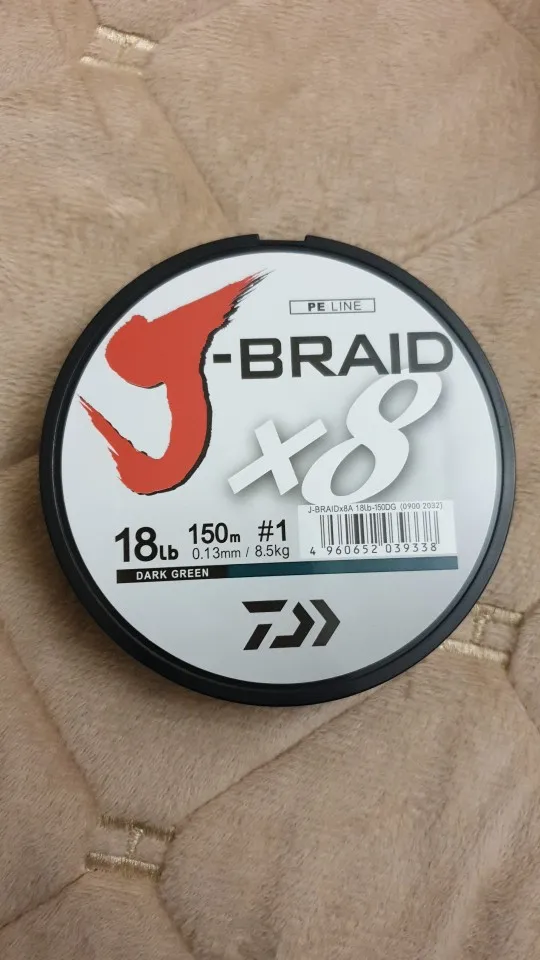 PE LINE
J-BRAID
x8
J-BRAIDx8A 18lb-150DG (0900 2032)
4 960652 039338
18lb 150m #1
0.13mm / 8.5kg
DARK GREEN